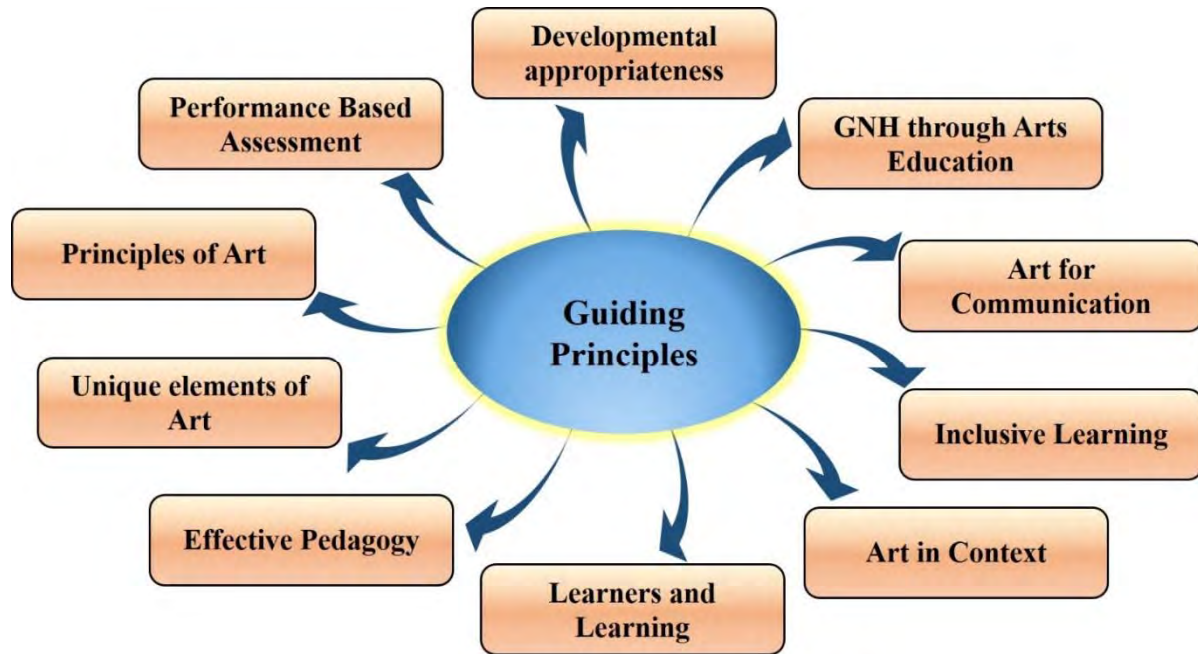 Developmental
appropriateness
Performance Based
Assessment
GNH through Arts
Education
Principles of Art
Art for
Communication
Guiding
Principles
Unique elements of
Art
Inclusive Learning
Effective Pedagogy
Art in Context
Learners and
Learning